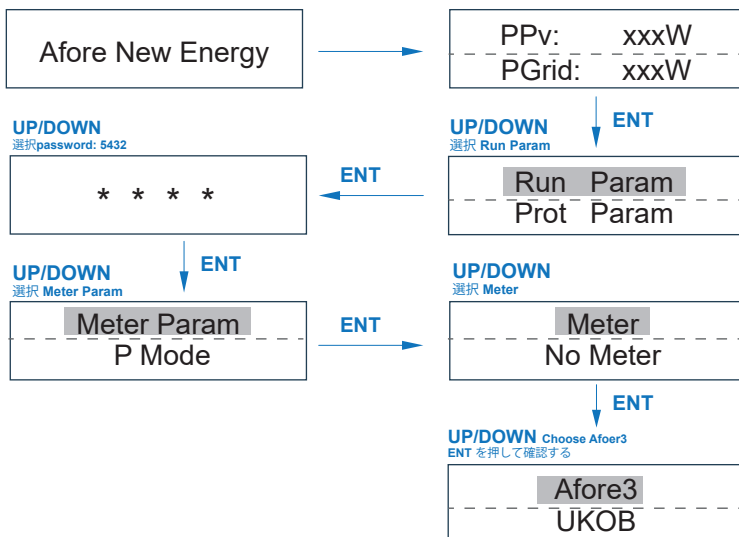 Afore New Energy
PPv: xxxW
PGrid: xxxW
ENT
UP/DOWN
選択 Run Param
Run Param
Prot Param
ENT
UP/DOWN
選択password: 5432
* * * *
ENT
UP/DOWN
選択 Meter Param
Meter Param
P Mode
ENT
UP/DOWN
選択 Meter
Meter
No Meter
ENT
UP/DOWN Choose Afoer3
ENT を押して確認する
Afore3
UKOB